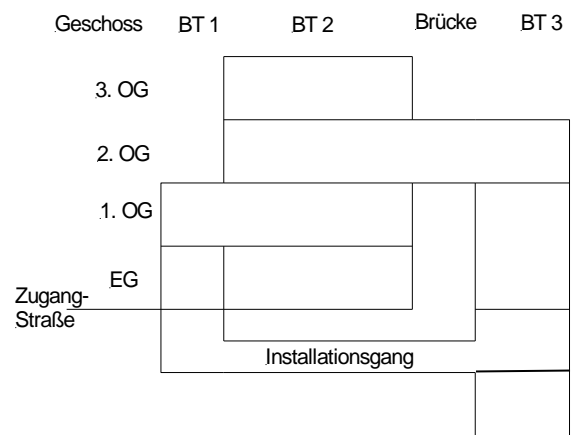 Geschoss BT 1 BT 2 Brücke BT 3
3. OG
2. OG
1. OG
EG
Zugang-
Straße
Installationsgang